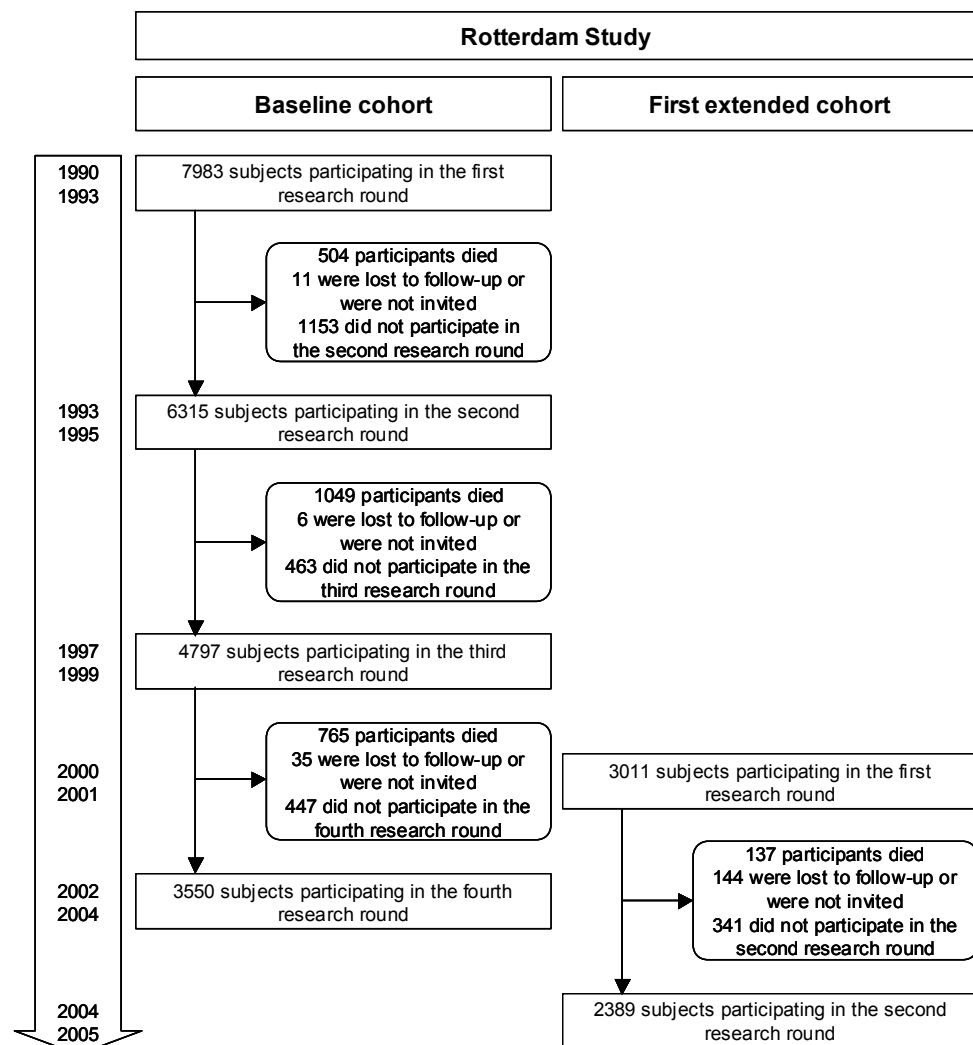 Rotterdam Study
Baseline cohort
First extended cohort
1990
1993
7983 subjects participating in the first
research round
504 participants died
11 were lost to follow-up or
were not invited
1153 did not participate in
the second research round
1993
1995
6315 subjects participating in the second
research round
1049 participants died
6 were lost to follow-up or
were not invited
463 did not participate in the
third research round
1997
1999
4797 subjects participating in the third
research round
765 participants died
35 were lost to follow-up or
were not invited
447 did not participate in the
fourth research round
2000
2001
3011 subjects participating in the first
research round
137 participants died
144 were lost to follow-up or
were not invited
341 did not participate in the
second research round
2002
2004
3550 subjects participating in the fourth
research round
2004
2005
2389 subjects participating in the second
research round